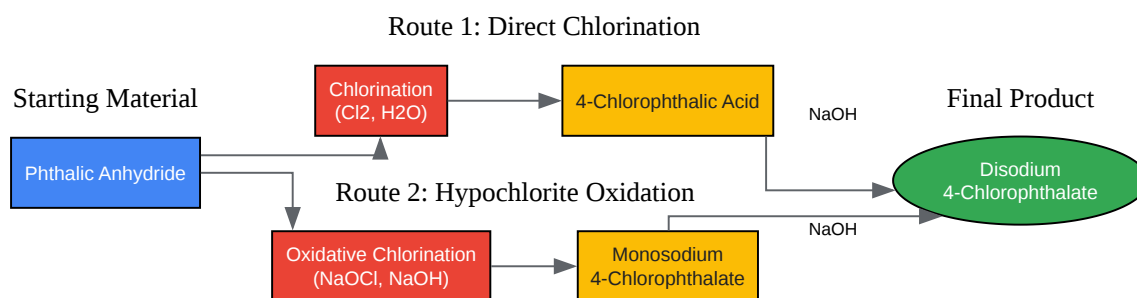 Route 1: Direct Chlorination
Starting Material
Chlorination
(Cl2, H2O)
4-Chlorophthalic Acid
NaOH
Final Product
Phthalic Anhydride
Disodium
4-Chlorophthalate
Route 2: Hypochlorite Oxidation
NaOH
Oxidative Chlorination
(NaOCl, NaOH)
Monosodium
4-Chlorophthalate